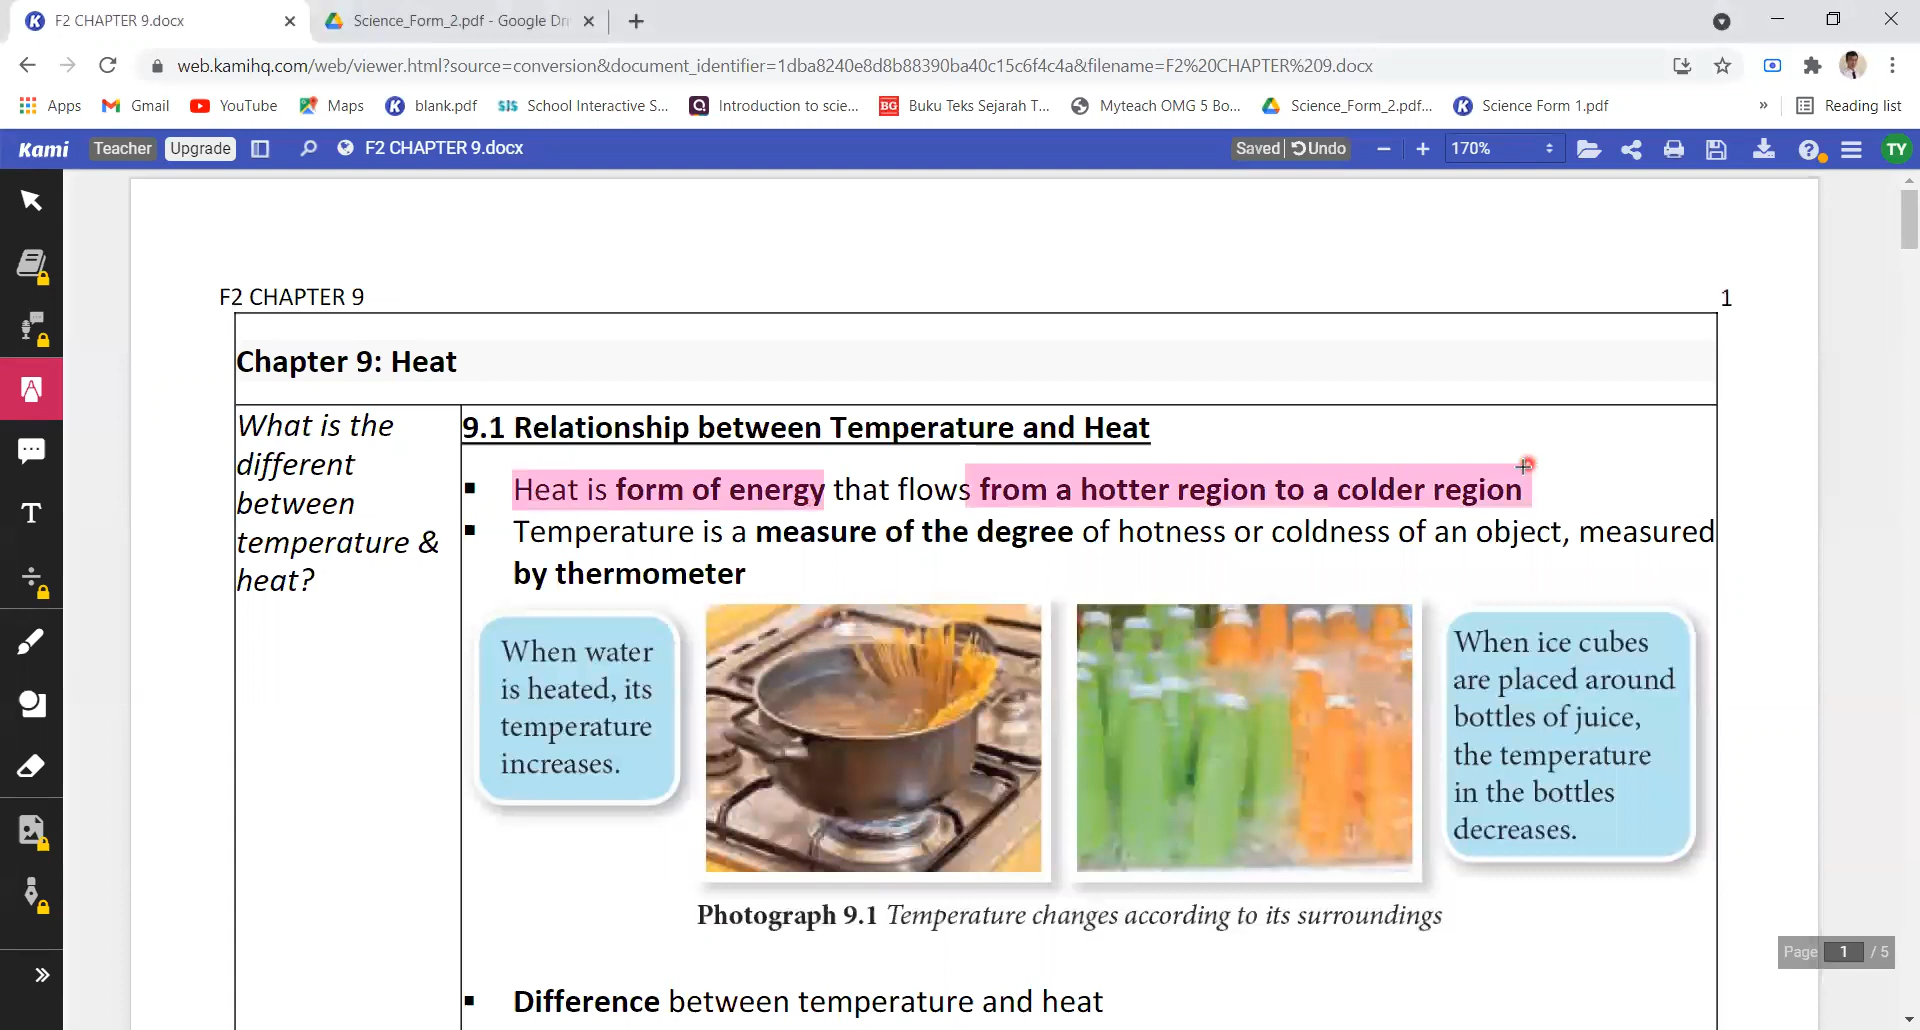 F2 CHAPTER 9.docx
Science_Form_2.pdf - Google Dri
web.kamihq.com/web/viewer.html?source=conversion&document_identifier=1dba8240e8d8b88390ba40c15c6f4c4a&filename=F2%20CHAPTER%209.docx
Apps
Gmail
YouTube
Maps
blank.pdf
School Interactive S...
Introduction to scie...
Buku Teks Sejarah T...
Myteach OMG 5 Bo...
Science_Form_2.pdf...
Science Form 1.pdf
»
Reading list
Kami
Teacher
Upgrade
F2 CHAPTER 9.docx
Saved
Undo
170%
TY
F2 CHAPTER 9
1
Chapter 9: Heat
What is the
different
between
temperature &
heat?
9.1 Relationship between Temperature and Heat
▪ Heat is form of energy that flows from a hotter region to a colder region
▪ Temperature is a measure of the degree of hotness or coldness of an object, measured
by thermometer
When water
is heated, its
temperature
increases.
When ice cubes
are placed around
bottles of juice,
the temperature
in the bottles
decreases.
Photograph 9.1 Temperature changes according to its surroundings
▪ Difference between temperature and heat
Page 1 / 5